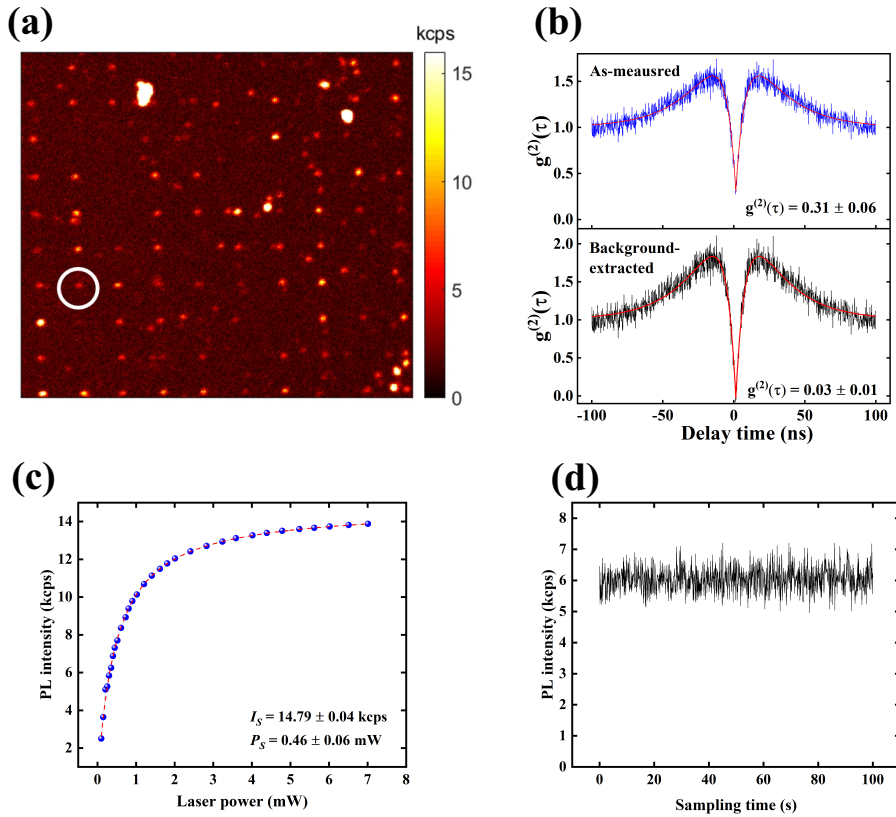 (a)
kcps
15
10
5
0
(b)
As-meausred
1.5
1.0
0.5
0.0
g(2)(τ)
g(2)(τ) = 0.31 ± 0.06
Background-
extracted
2.0
1.5
1.0
0.5
0.0
g(2)(τ)
g(2)(τ) = 0.03 ± 0.01
-100 -50 0 50 100
Delay time (ns)
(c)
16
14
12
10
8
6
4
2
PL intensity (kcps)
IS = 14.79 ± 0.04 kcps
PS = 0.46 ± 0.06 mW
0 1 2 3 4 5 6 7 8
Laser power (mW)
(d)
8
7
6
5
4
3
2
1
0
PL intensity (kcps)
0 20 40 60 80 100
Sampling time (s)